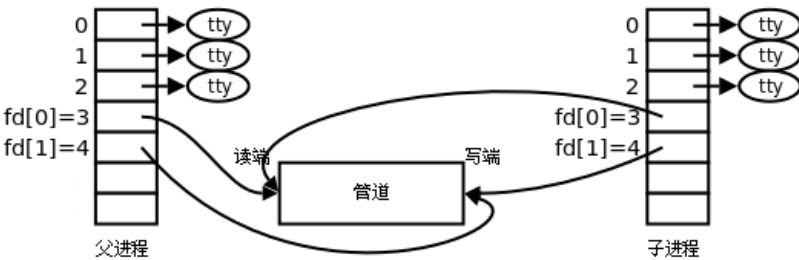 0 tty
1 tty
2 tty
fd[0]=3
fd[1]=4
父进程
读端
写端
管道
0 tty
1 tty
2 tty
fd[0]=3
fd[1]=4
子进程